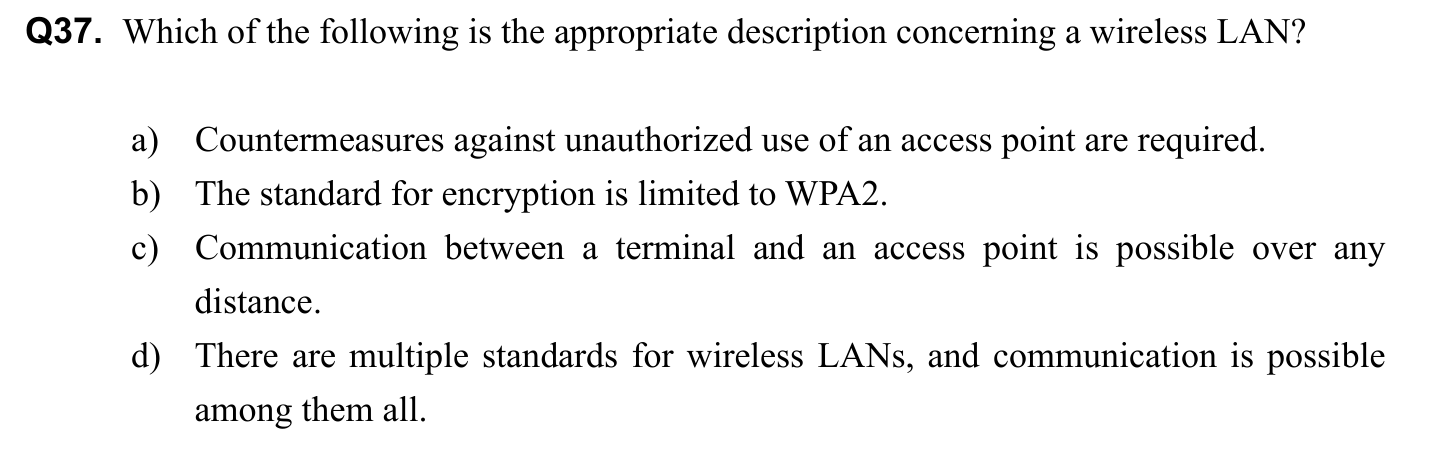 Q37. Which of the following is the appropriate description concerning a wireless LAN?
a) Countermeasures against unauthorized use of an access point are required.
b) The standard for encryption is limited to WPA2.
c) Communication between a terminal and an access point is possible over any
distance.
d) There are multiple standards for wireless LANs, and communication is possible
among them all.